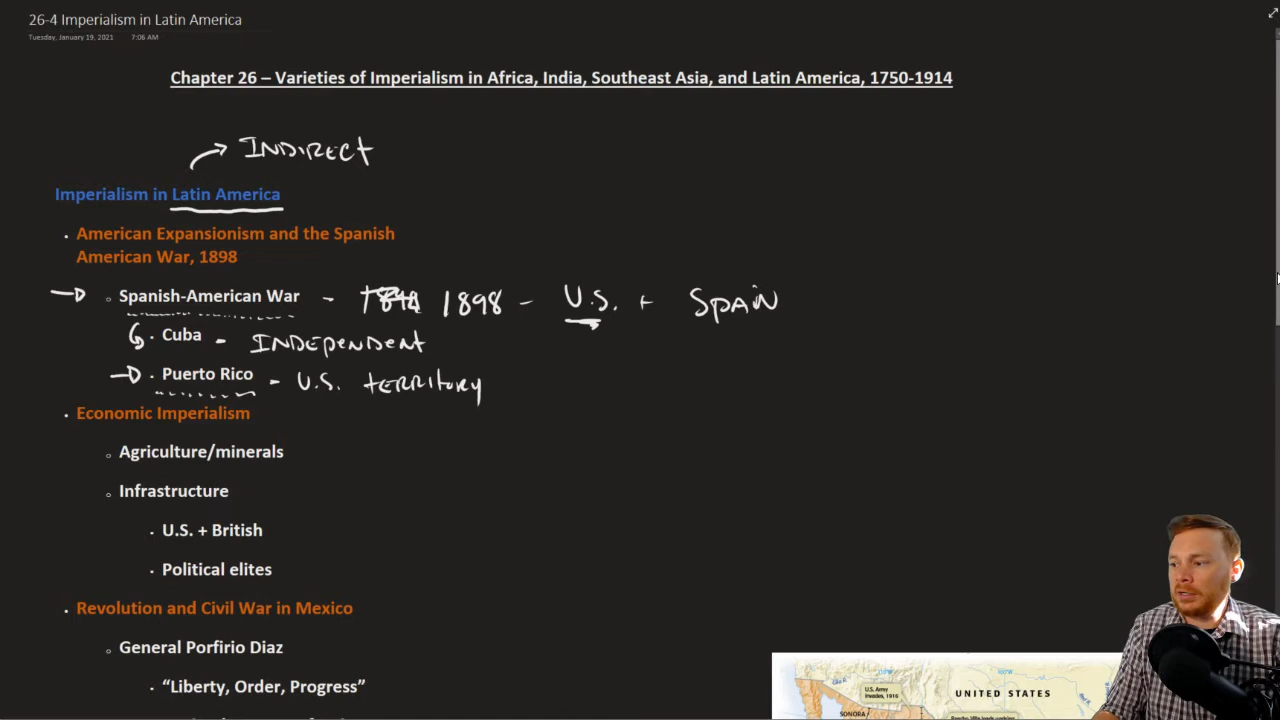 26-4 Imperialism in Latin America
Tuesday, January 19, 2021 7:06 AM
Chapter 26 – Varieties of Imperialism in Africa, India, Southeast Asia, and Latin America, 1750-1914
INDIRECT
Imperialism in Latin America
American Expansionism and the Spanish
American War, 1898
Spanish-American War - 1898 - U.S. + SPAIN
Cuba - INDEPENDENT
Puerto Rico - U.S. TERRITORY
Economic Imperialism
Agriculture/minerals
Infrastructure
U.S. + British
Political elites
Revolution and Civil War in Mexico
General Porfirio Diaz
“Liberty, Order, Progress”
U.S. Army
invades, 1916
UNITED STATES
SONORA